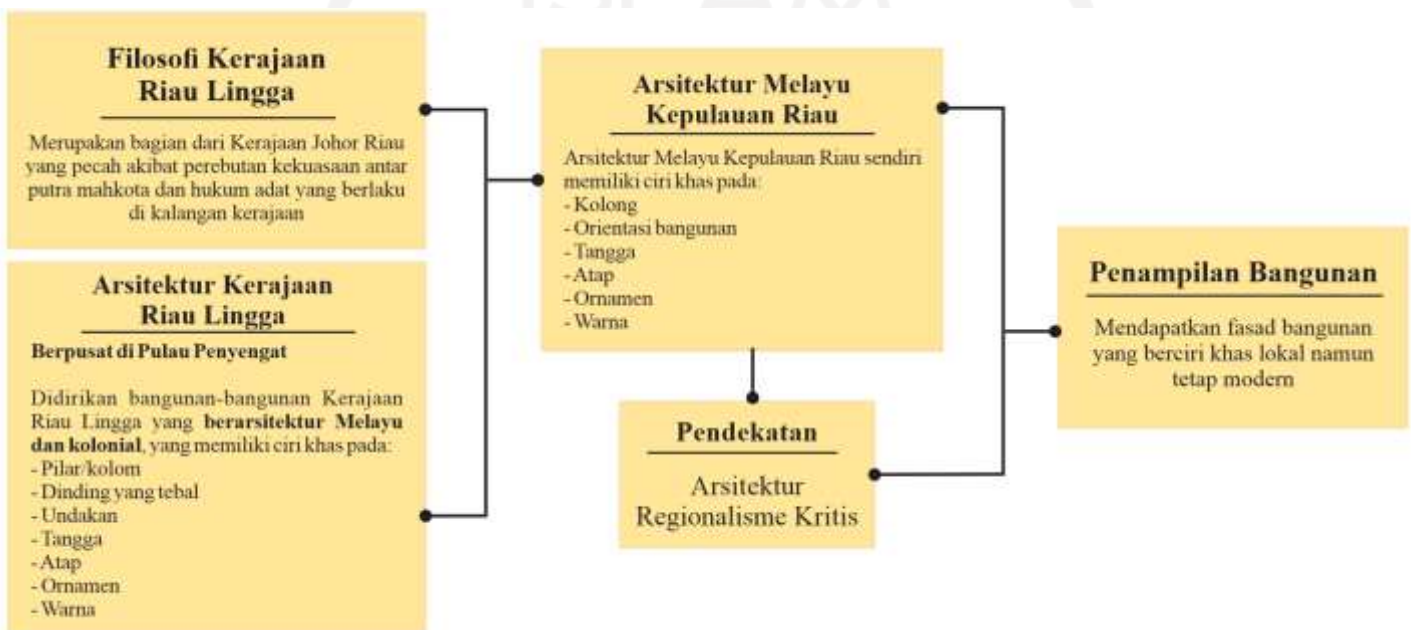 Filosofi Kerajaan
Riau Lingga
Merupakan bagian dari Kerajaan Johor Riau
yang pecah akibat perebutan kekuasaan antar
putra mahkota dan hukum adat yang berlaku
di kalangan kerajaan
Arsitektur Kerajaan
Riau Lingga
Berpusat di Pulau Penyengat
Didirikan bangunan-bangunan Kerajaan
Riau Lingga yang berarsitektur Melayu
dan kolonial, yang memiliki ciri khas pada:
- Pilar/kolom
- Dinding yang tebal
- Undakan
- Tangga
- Atap
- Ornamen
- Warna
Arsitektur Melayu
Kepulauan Riau
Arsitektur Melayu Kepulauan Riau sendiri
memiliki ciri khas pada:
- Kolong
- Orientasi bangunan
- Tangga
- Atap
- Ornamen
- Warna
Pendekatan
Arsitektur
Regionalisme Kritis
Penampilan Bangunan
Mendapatkan fasad bangunan
yang berciri khas lokal namun
tetap modern